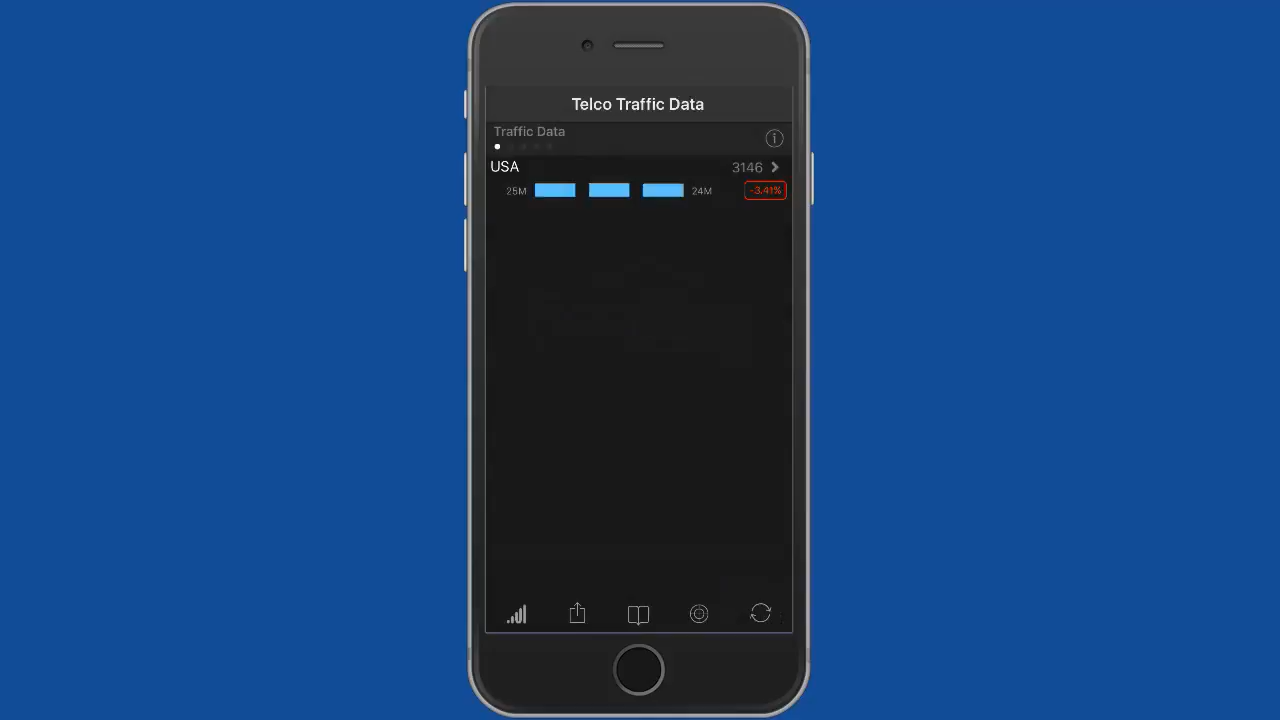 Telco Traffic Data
Traffic Data
USA
3146
25M
24M
-3.41%